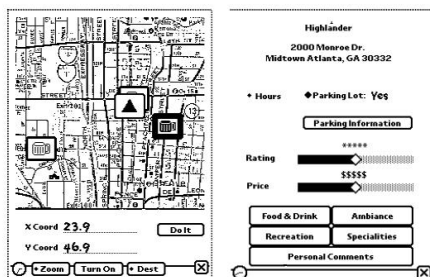 X Coord 23.9
Do It
Y Coord 46.9
Zoom
Turn On
Dest
Highlander
2000 Monroe Dr.
Midtown Atlanta, GA 30332
Hours
Parking Lot: Yes
Parking Information
*****
Rating
$$$$$
Price
Food & Drink
Ambiance
Recreation
Specialities
Personal Comments